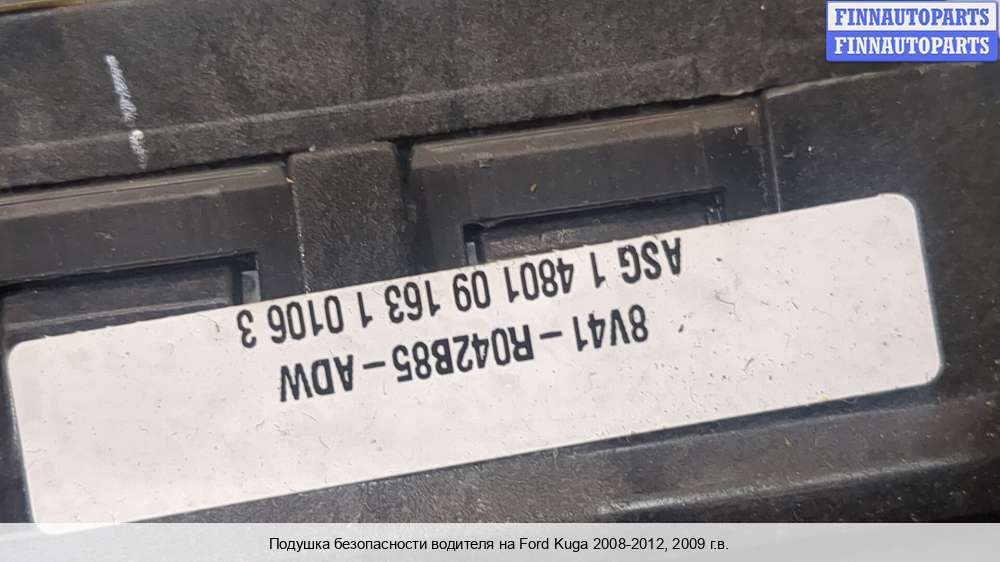 FINNAUTOPARTS
FINNAUTOPARTS
8V41-R042B85-ADW
ASG 1 4801 09 163 1 0106 3
Подушка безопасности водителя на Ford Kuga 2008-2012, 2009 г.в.